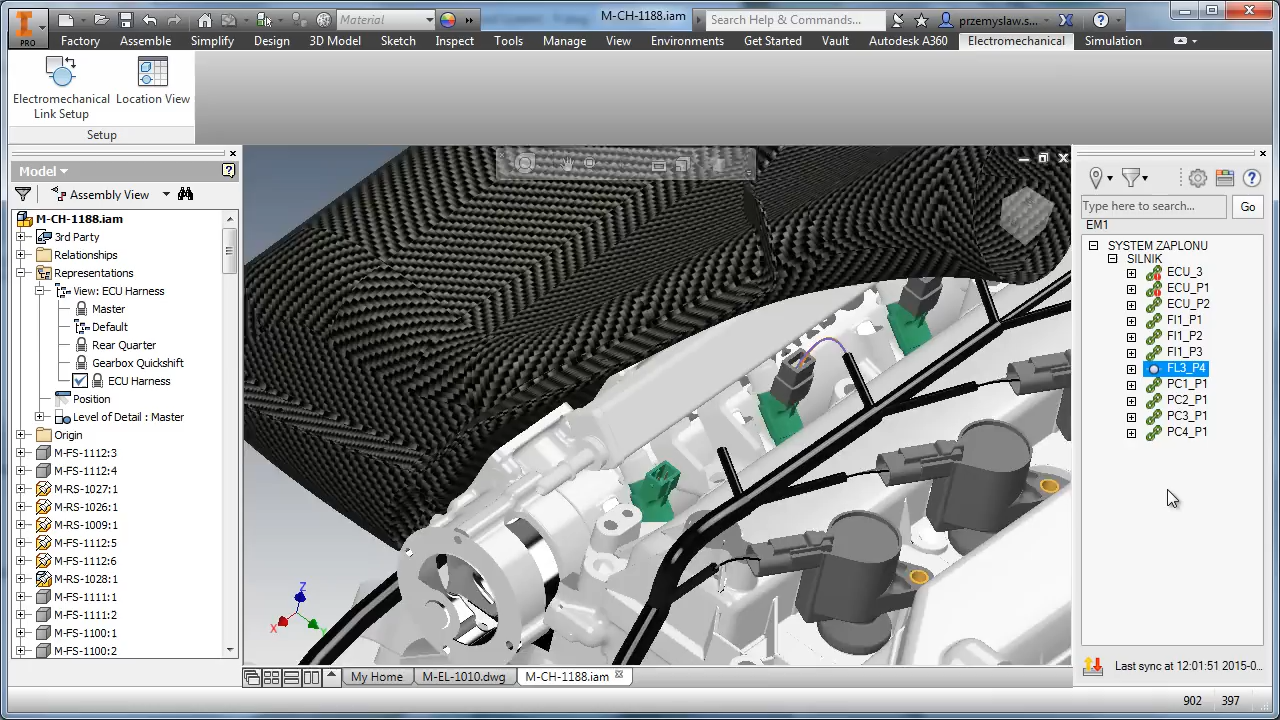 PRO
Material
M-CH-1188.iam
Search Help & Commands...
przemyslaw.s...
Factory
Assemble
Simplify
Design
3D Model
Sketch
Inspect
Tools
Manage
View
Environments
Get Started
Vault
Autodesk A360
Electromechanical
Simulation
Electromechanical
Link Setup
Location View
Setup
Model
Assembly View
M-CH-1188.iam
3rd Party
Relationships
Representations
View: ECU Harness
Master
Default
Rear Quarter
Gearbox Quickshift
ECU Harness
Position
Level of Detail : Master
Origin
M-FS-1112:3
M-FS-1112:4
M-RS-1027:1
M-RS-1026:1
M-RS-1009:1
M-FS-1112:5
M-FS-1112:6
M-RS-1028:1
M-FS-1111:1
M-FS-1111:2
M-FS-1100:1
M-FS-1100:2
Z
X
Y
My Home
M-EL-1010.dwg
M-CH-1188.iam
Type here to search...
Go
EM1
SYSTEM ZAPLONU
SILNIK
ECU_3
ECU_P1
ECU_P2
FI1_P1
FI1_P2
FI1_P3
FL3_P4
PC1_P1
PC2_P1
PC3_P1
PC4_P1
Last sync at 12:01:51 2015-0...
902
397